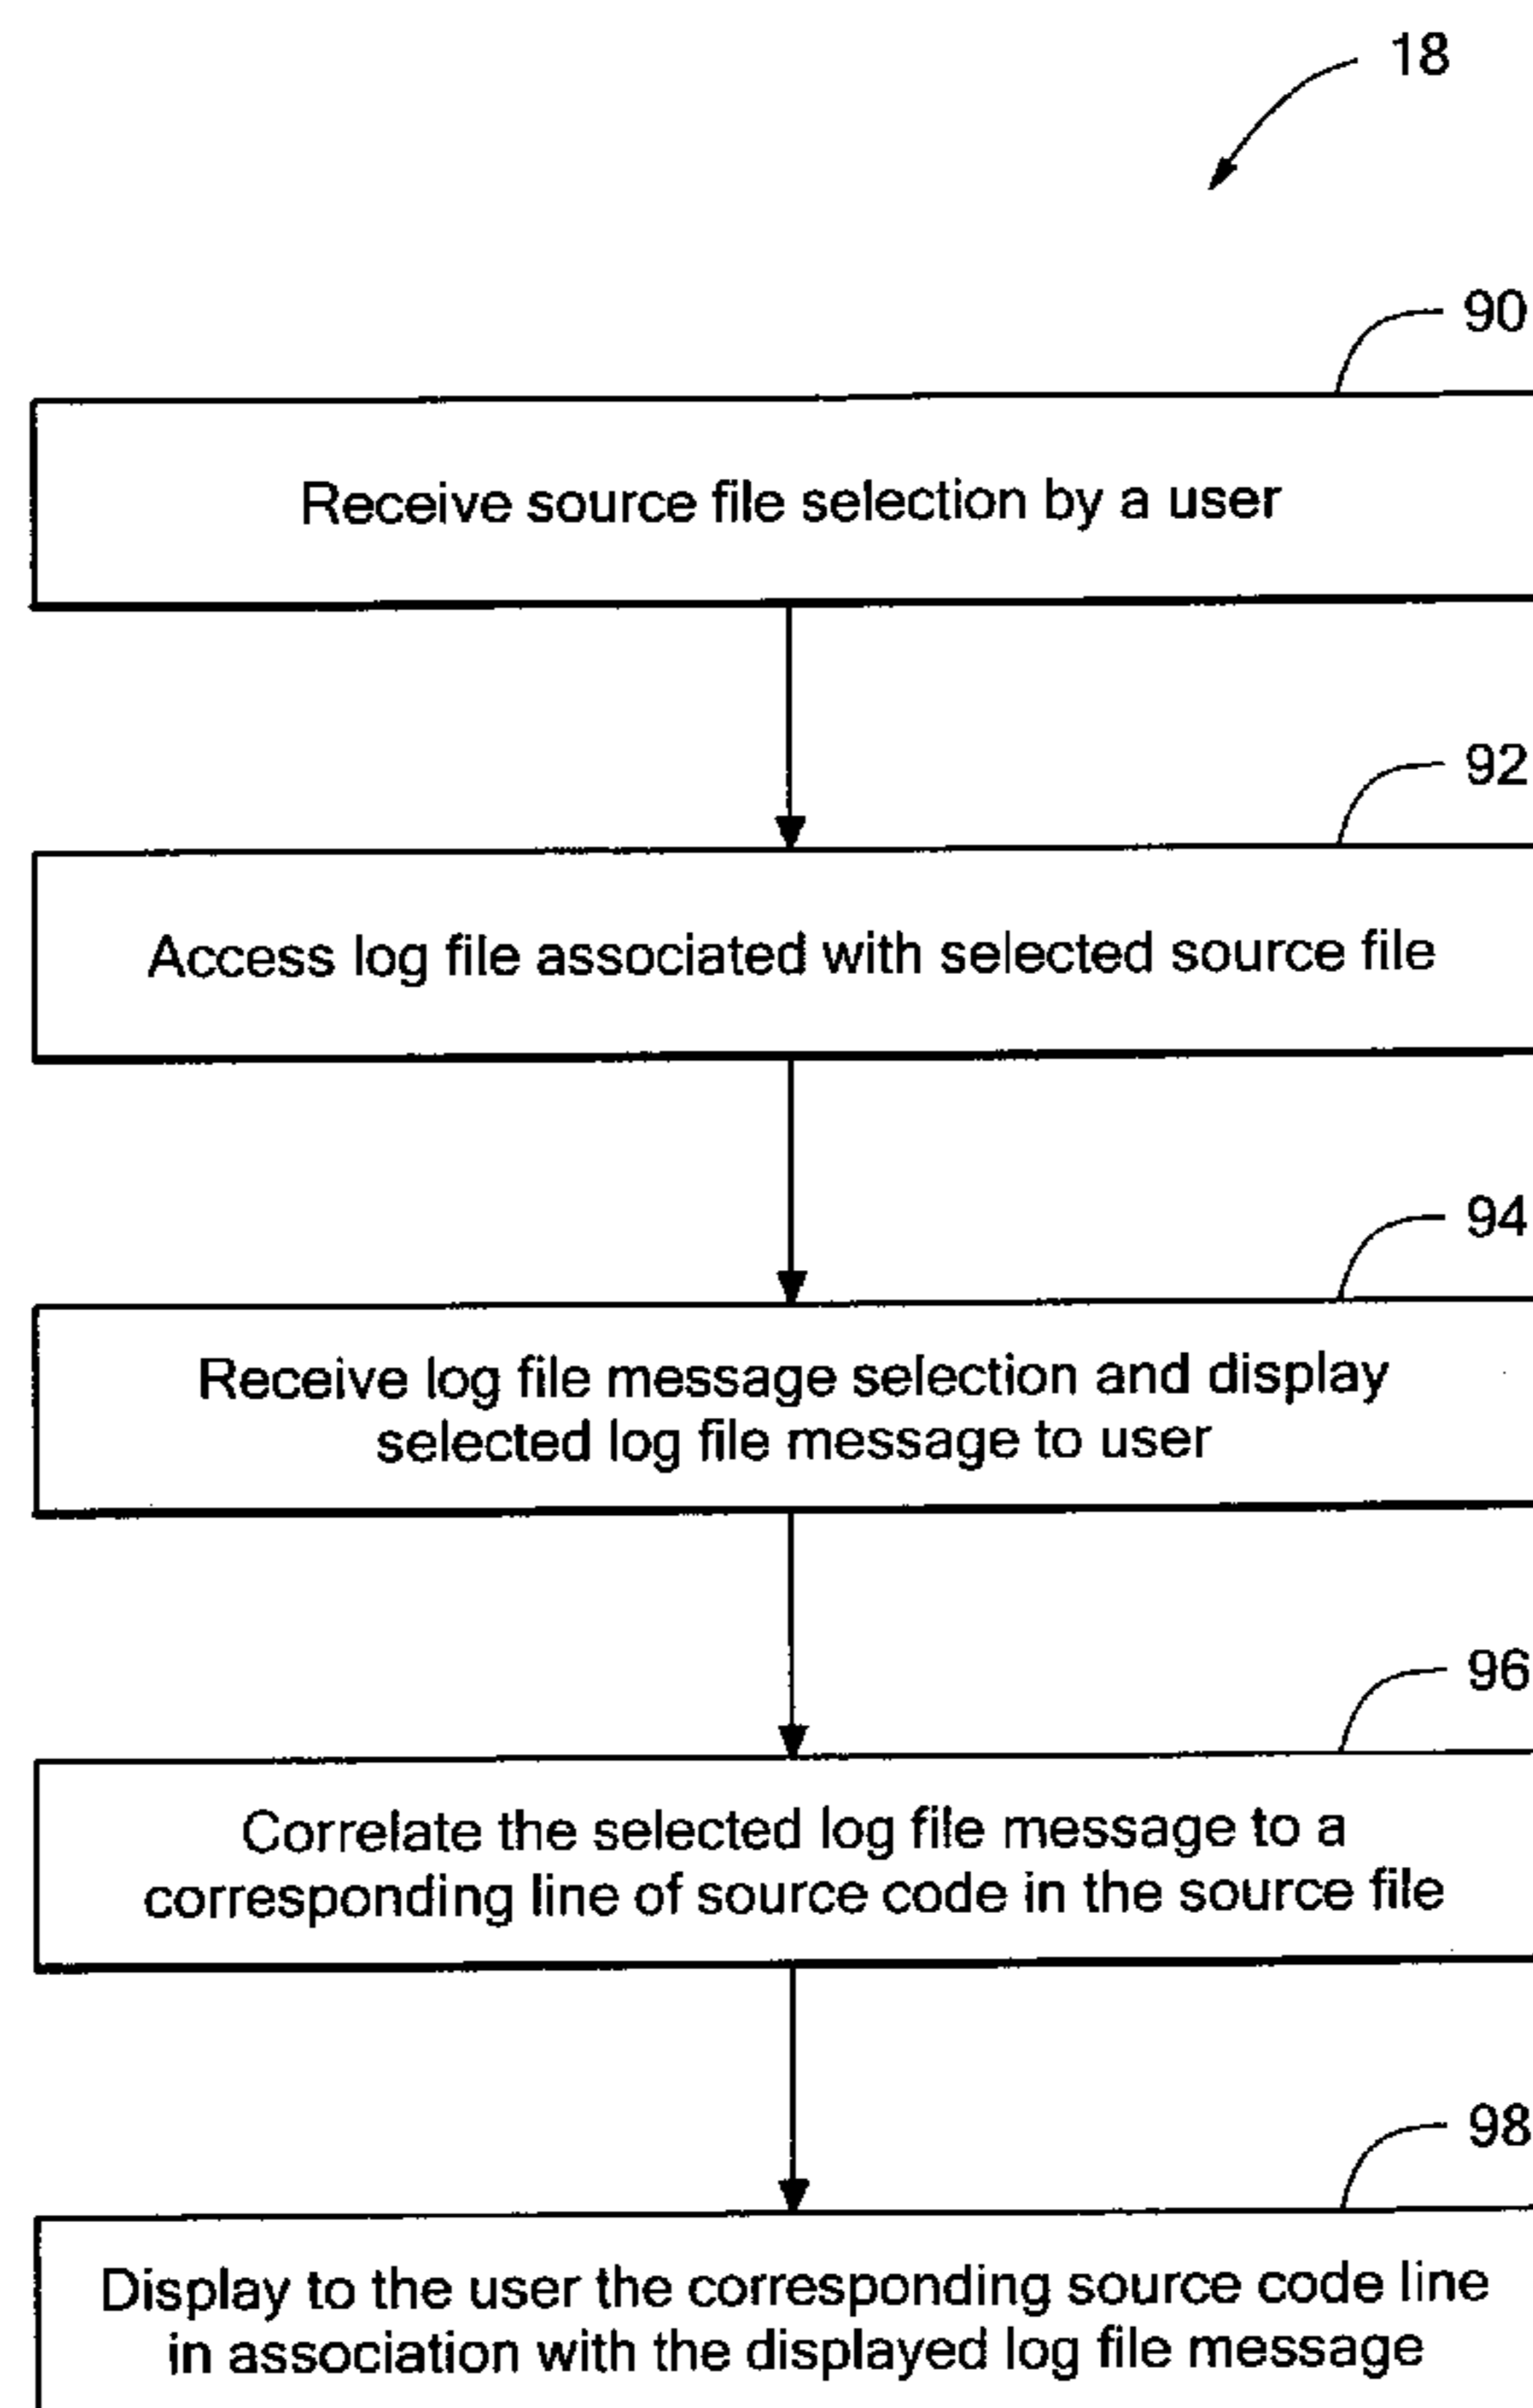 18
90
Receive source file selection by a user
92
Access log file associated with selected source file
94
Receive log file message selection and display
selected log file message to user
96
Correlate the selected log file message to a
corresponding line of source code in the source file
98
Display to the user the corresponding source code line
in association with the displayed log file message